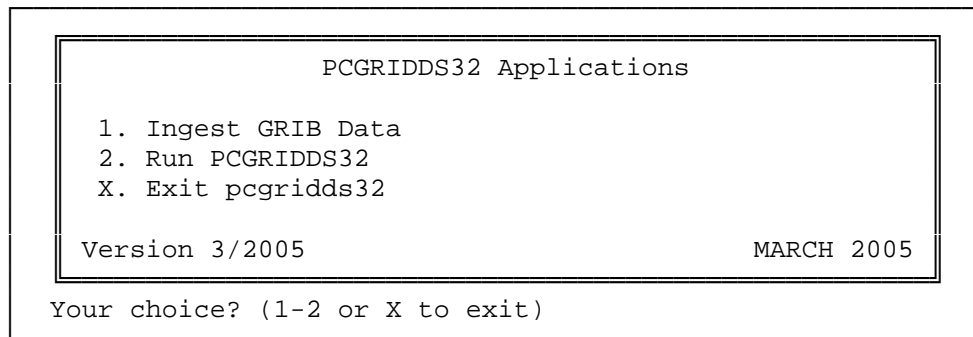 PCGRIDDS32 Applications
1. Ingest GRIB Data
2. Run PCGRIDDS32
X. Exit pcgridds32
Version 3/2005 MARCH 2005
Your choice? (1-2 or X to exit)